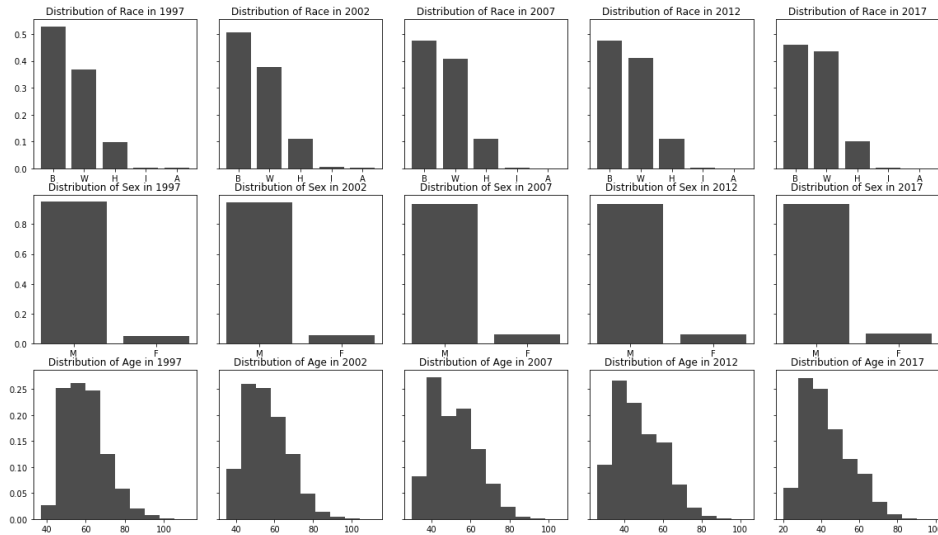 Distribution of Race in 1997 Distribution of Race in 2002 Distribution of Race in 2007 Distribution of Race in 2012 Distribution of Race in 2017
0.5
0.4
0.3
0.2
0.1
0.0
B W H I A B W H I A B W H I A B W H I A B W H I A
Distribution of Sex in 1997 Distribution of Sex in 2002 Distribution of Sex in 2007 Distribution of Sex in 2012 Distribution of Sex in 2017
0.8
0.6
0.4
0.2
0.0
M F M F M F M F M F
Distribution of Age in 1997 Distribution of Age in 2002 Distribution of Age in 2007 Distribution of Age in 2012 Distribution of Age in 2017
0.25
0.20
0.15
0.10
0.05
0.00
40 60 80 100 40 60 80 100 40 60 80 100 40 60 80 100 20 40 60 80 100